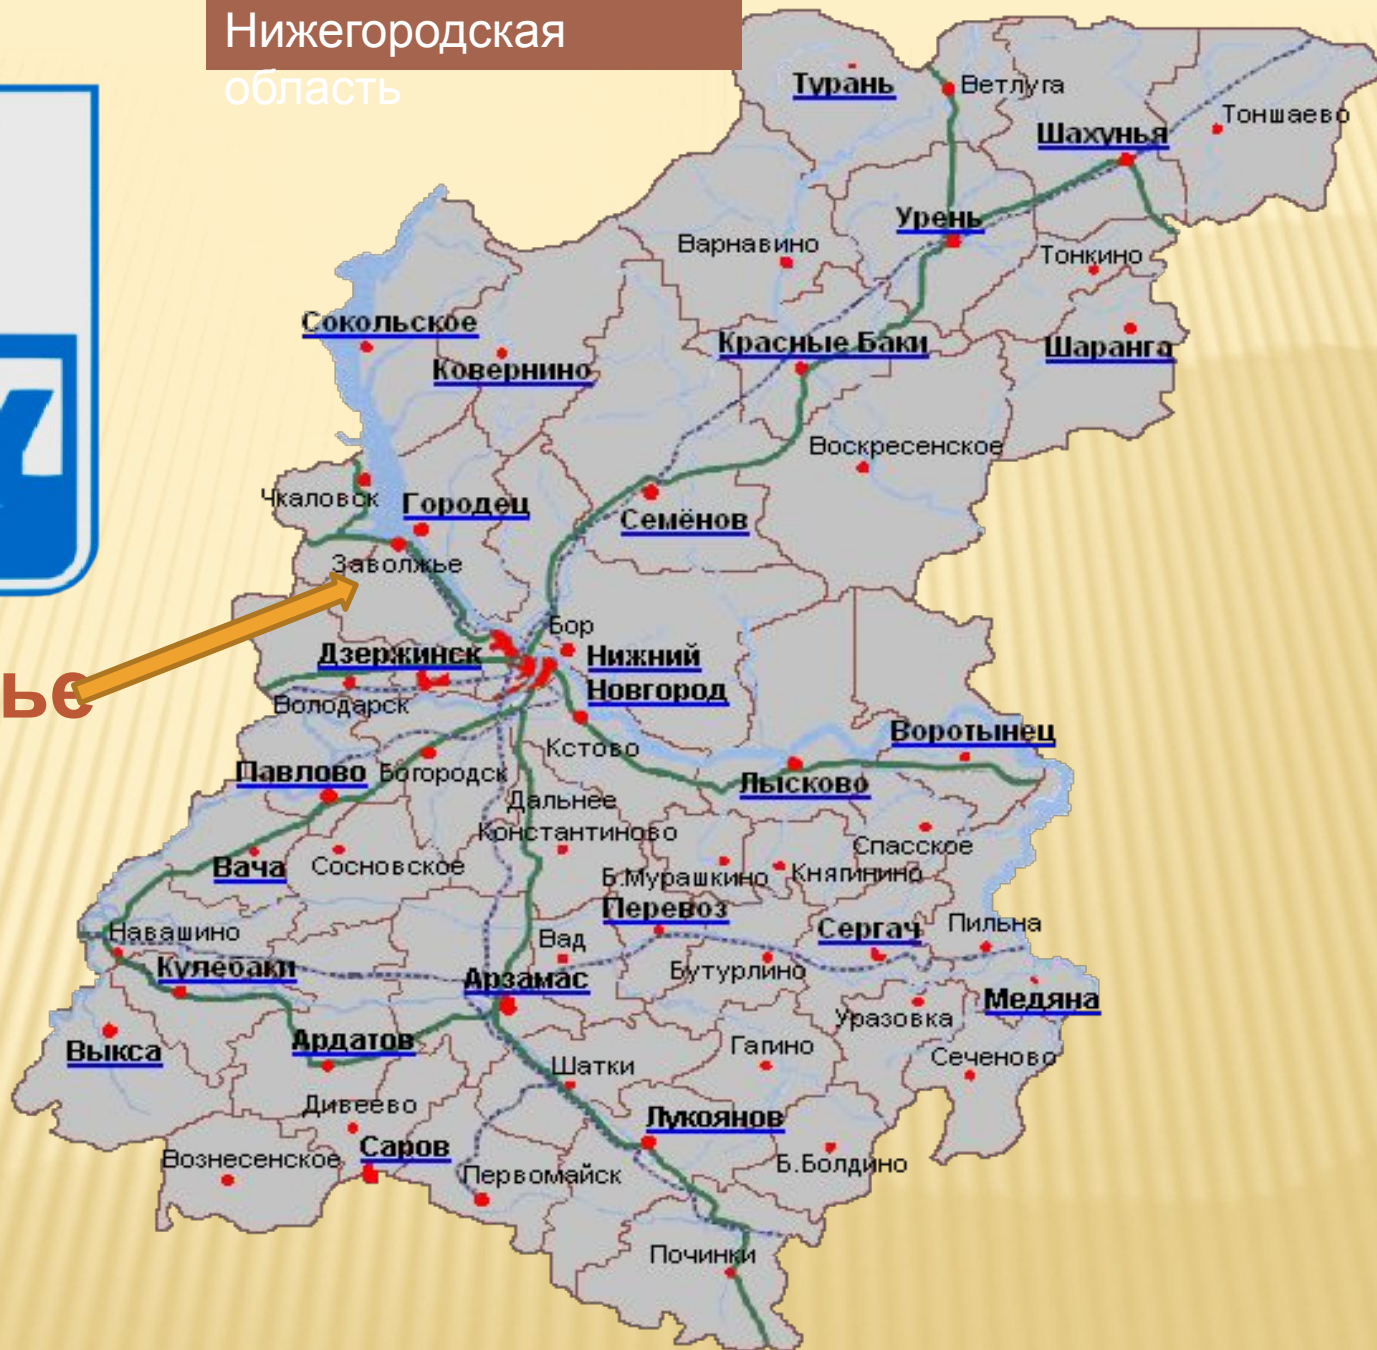 Нижегородская
область
Турань
Ветлуга
Тоншаево
Шахунья
Урень
Варнавино
Тонкино
Сокольское
Красные Баки
Шаранга
Ковернино
Воскресенское
Чкаловск
Городец
Семёнов
Заволжье
Бор
Дзержинск
Нижний
Новгород
ье
Володарск
Воротынец
Кстово
Павлово
Богородск
Лысково
Дальнее
Константиново
Спасское
Вача
Сосновское
Б.Мурашкино
Княгинино
Перевоз
Сергач
Пильна
Навашино
Вад
Кулебаки
Бутурлино
Арзамас
Медяна
Уразовка
Выкса
Ардатов
Гагино
Сеченово
Шатки
Дивеево
Лукоянов
Саров
Вознесенское
Б.Болдино
Первомайск
Починки